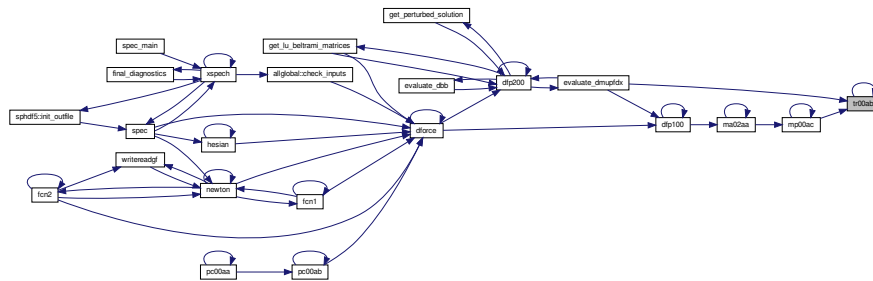 get_perturbed_solution
spec_main
get_lu_beltrami_matrices
final_diagnostics
xspech
allglobal::check_inputs
dfp200
evaluate_dmupfdx
evaluate_dbb
tr00ab
sphdf5::init_outfile
spec
dforce
dfp100
ma02aa
mp00ac
hesian
writereadgf
fcn2
newton
fcn1
pc00aa
pc00ab